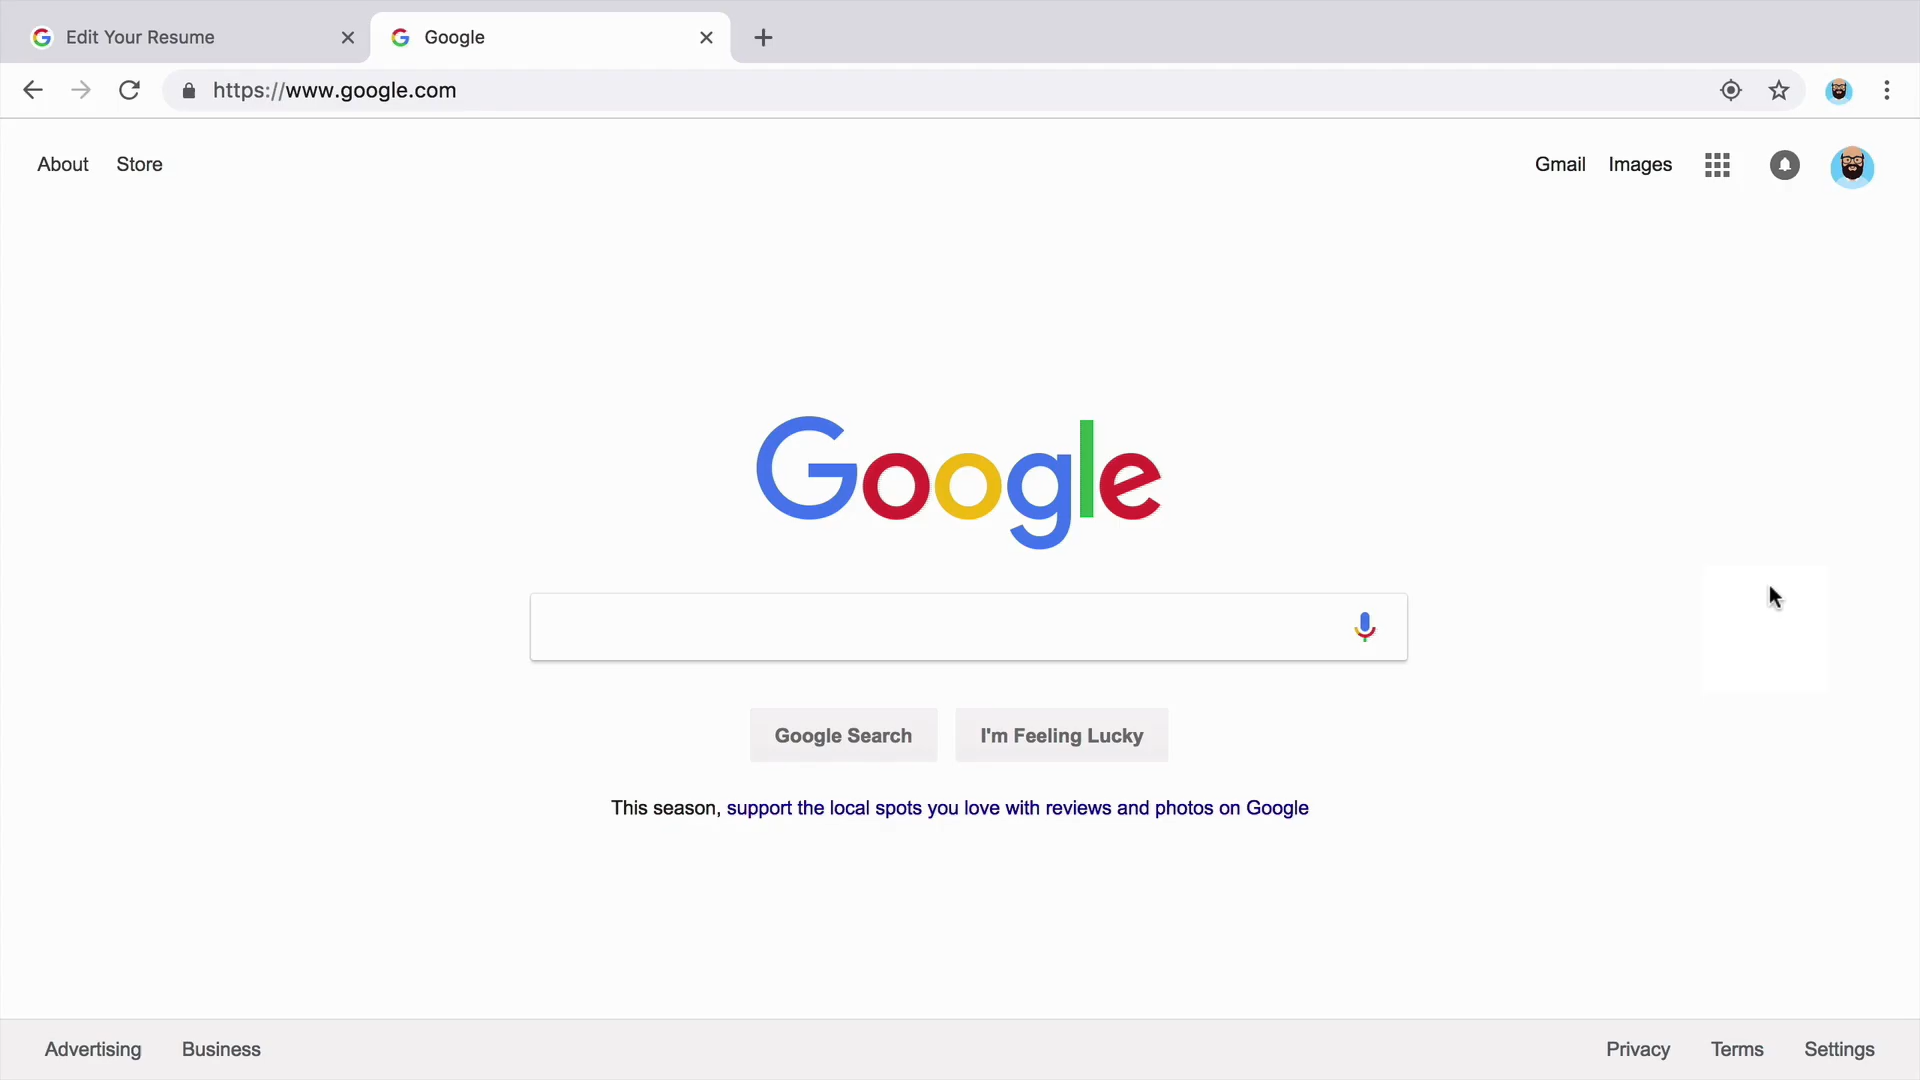 Edit Your Resume
Google
https://www.google.com
About Store
Gmail Images
Google
Google Search
I'm Feeling Lucky
This season, support the local spots you love with reviews and photos on Google
Advertising Business
Privacy Terms Settings